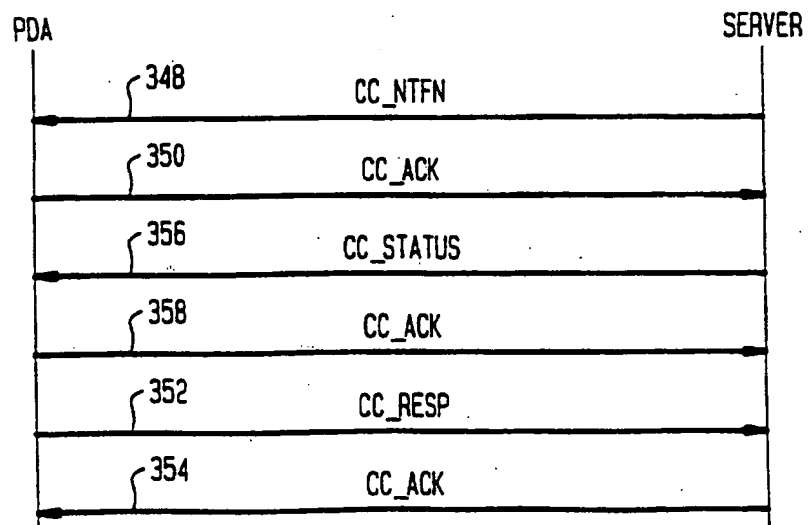 PDA SERVER
348 CC_NTFN
350 CC_ACK
356 CC_STATUS
358 CC_ACK
352 CC_RESP
354 CC_ACK